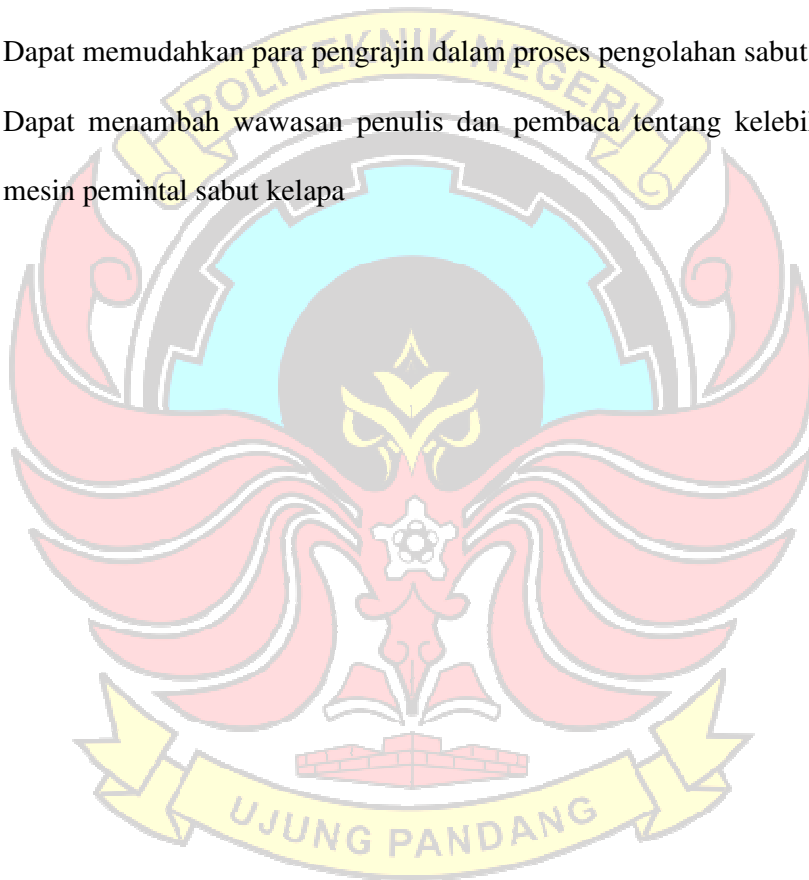 Dapat memudahkan para pengrajin dalam proses pengolahan sabut
Dapat menambah wawasan penulis dan pembaca tentang
mesin pemintal sabut kelapa
POLITEKNIK NEGERI
UJUNG PANDANG